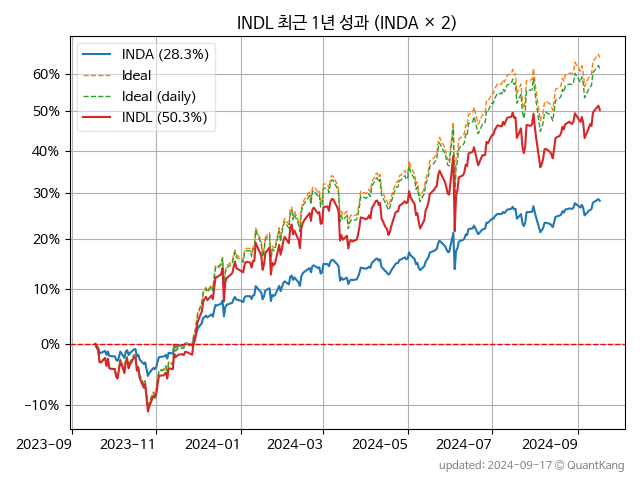 INDL 최근 1년 성과 (INDA × 2)
INDA (28.3%)
Ideal
Ideal (daily)
INDL (50.3%)
60%
50%
40%
30%
20%
10%
0%
−10%
2023-09
2023-11
2024-01
2024-03
2024-05
2024-07
2024-09
updated: 2024-09-17 © QuantKang